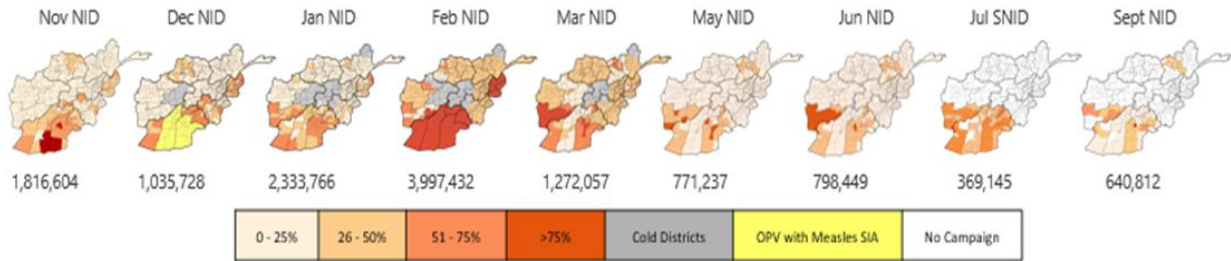 Nov NID Dec NID Jan NID Feb NID Mar NID May NID Jun NID Jul SNID Sept NID
1,816,604 1,035,728 2,333,766 3,997,432 1,272,057 771,237 798,449 369,145 640,812
0 - 25% 26 - 50% 51 - 75% >75% Cold Districts OPV with Measles SIA No Campaign